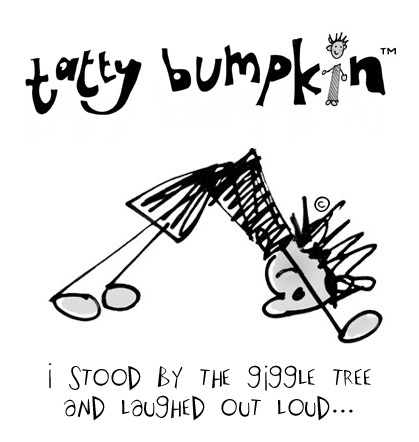 tatty bumpkin™
©
i STOOD BY THE giggLE TREE
aND LaUgHED OUT LOUD...